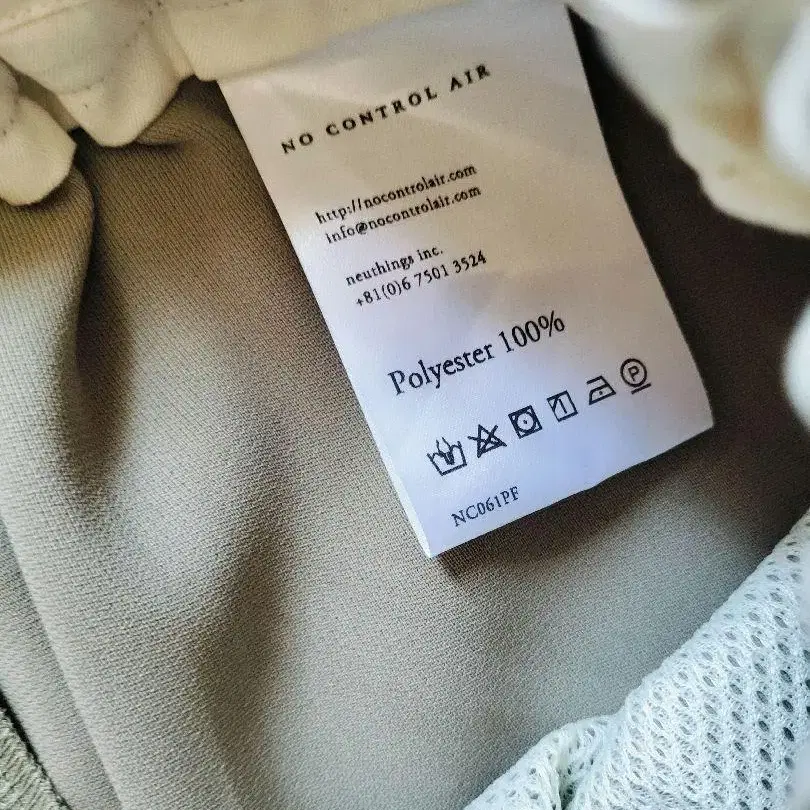 NO CONTROL AIR
http://nocontrolair.com
info@nocontrolair.com
neuthings inc.
+81(0)6 7501 3524
Polyester 100%
P
NC061PF